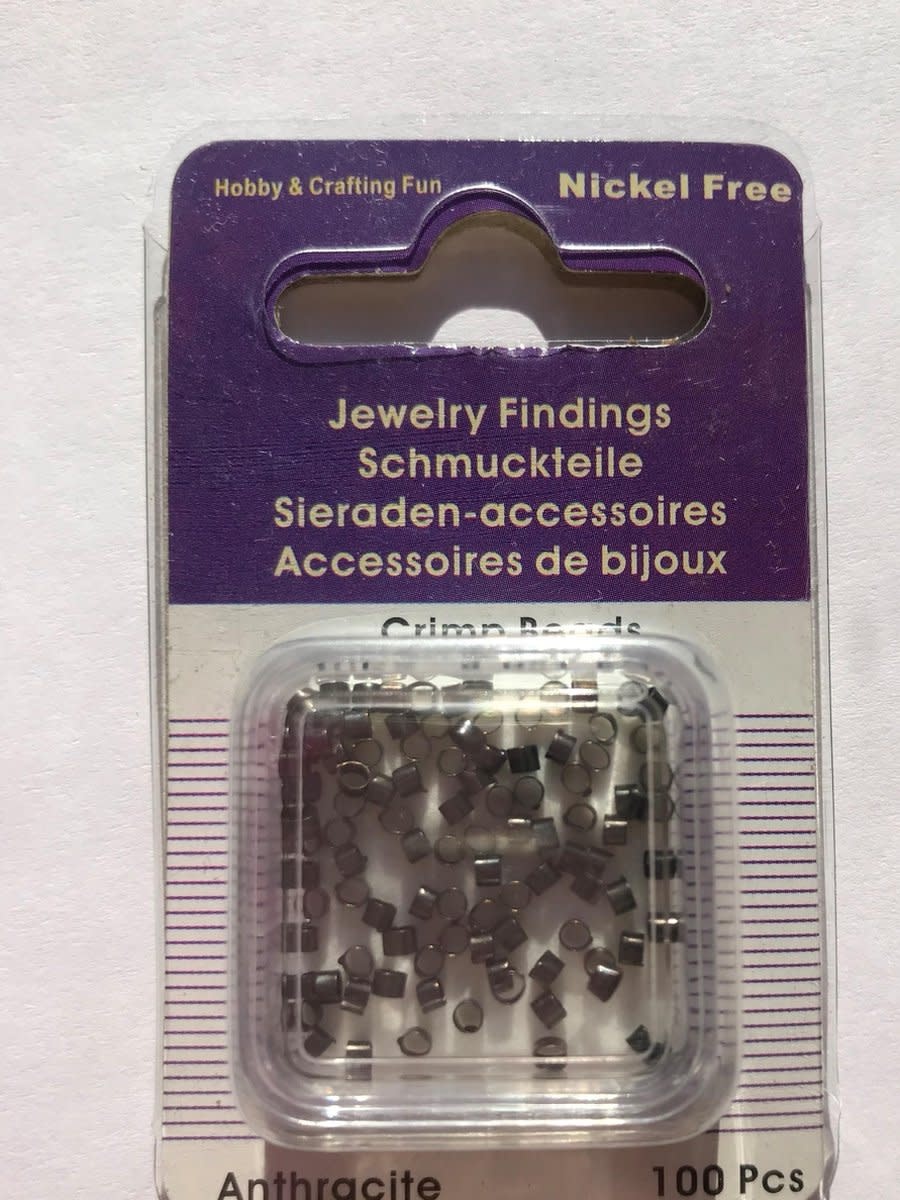 Hobby & Crafting Fun
Nickel Free
Jewelry Findings
Schmuckteile
Sieraden-accessoires
Accessoires de bijoux
Crimp Beads
Anthracite
100 Pcs